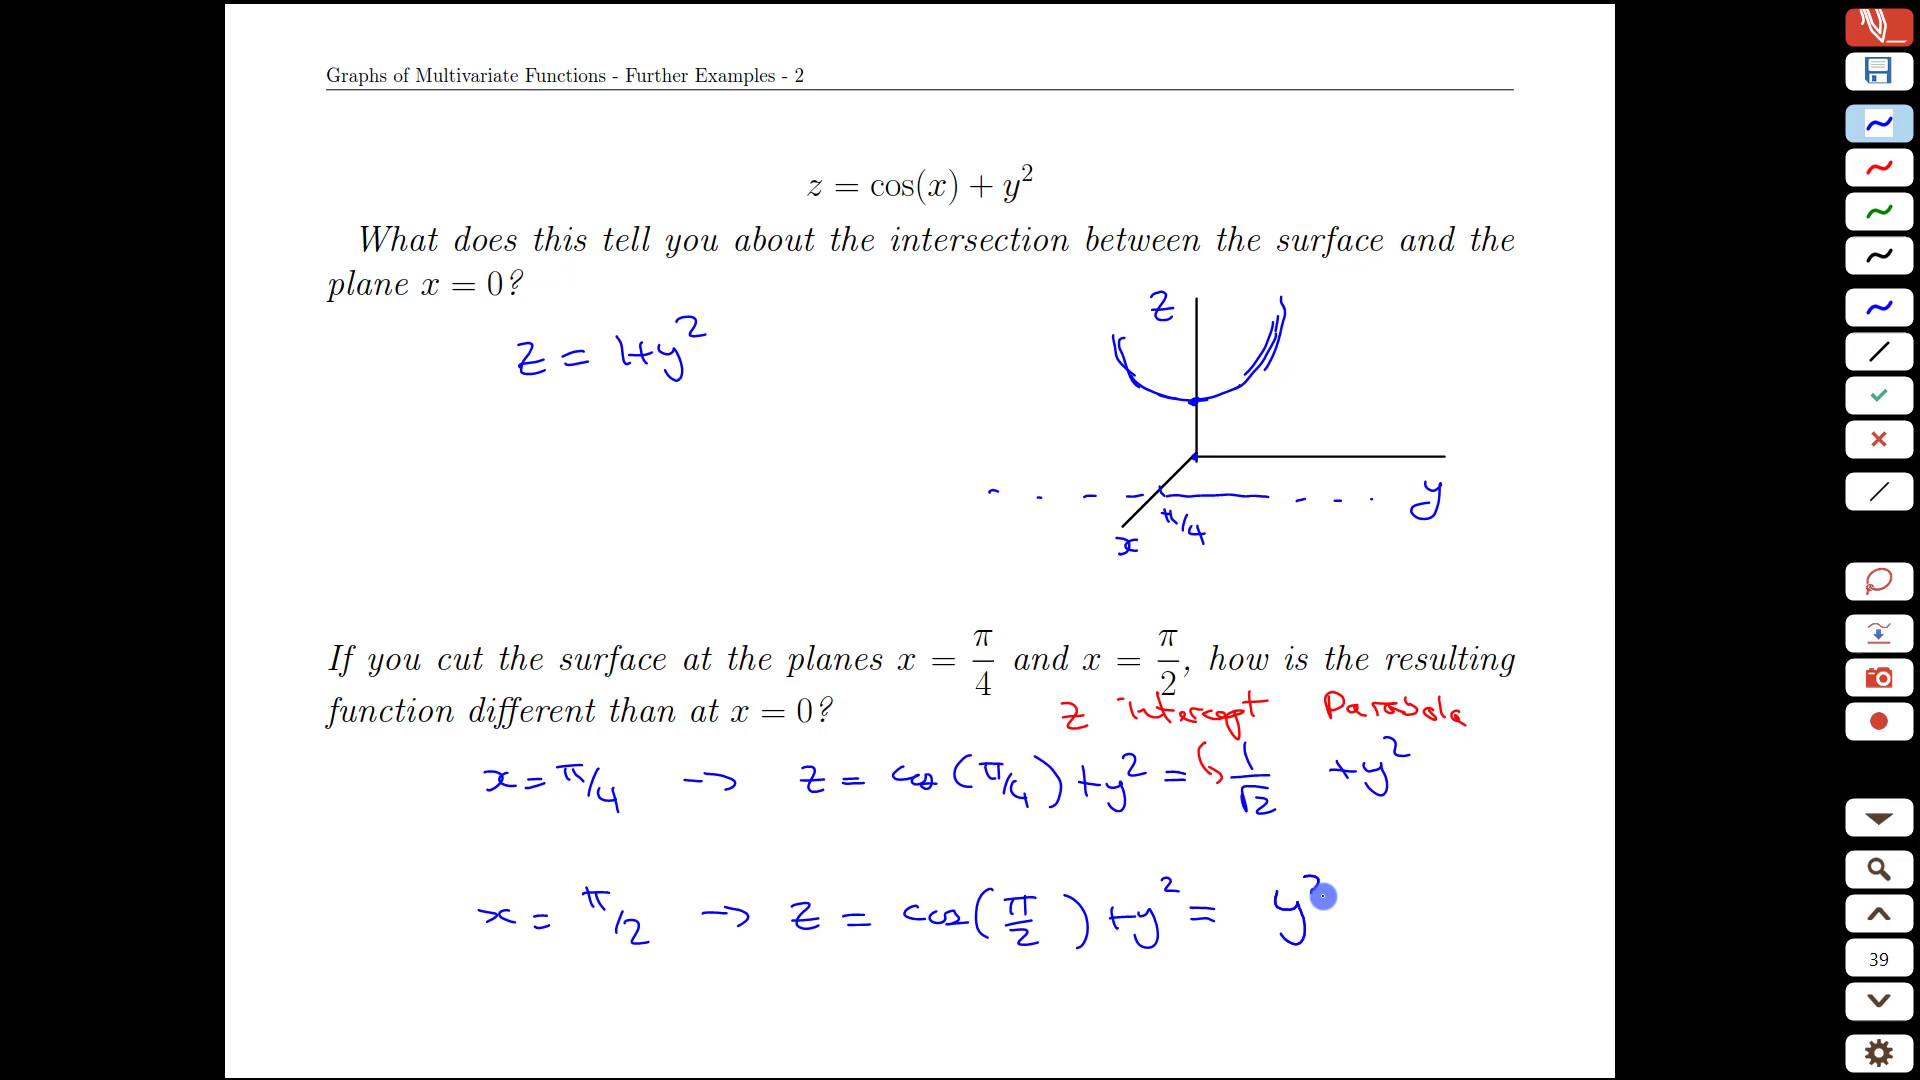 Graphs of Multivariate Functions - Further Examples - 2
z = cos(x) + y²
What does this tell you about the intersection between the surface and the
plane x = 0?
z = 1+y²
z
y
π/4
x
If you cut the surface at the planes x = π/4 and x = π/2, how is the resulting
function different than at x = 0?
z intercept Parabola
x = π/4 → z = cos(π/4) + y² = 1/√2 + y²
x = π/2 → z = cos(π/2) + y² = y²
39